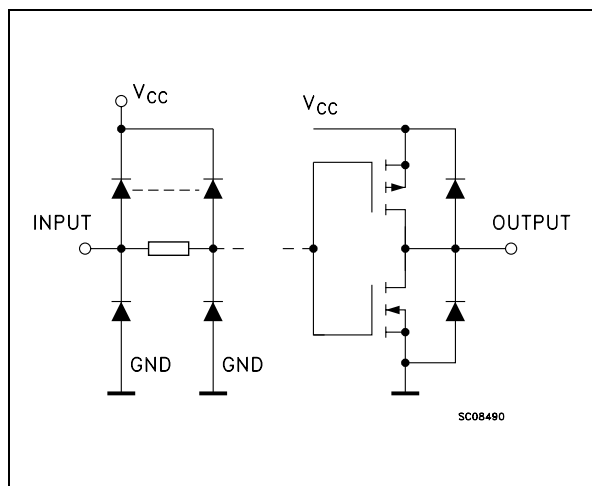 VCC
VCC
INPUT
OUTPUT
GND
GND
SC08490